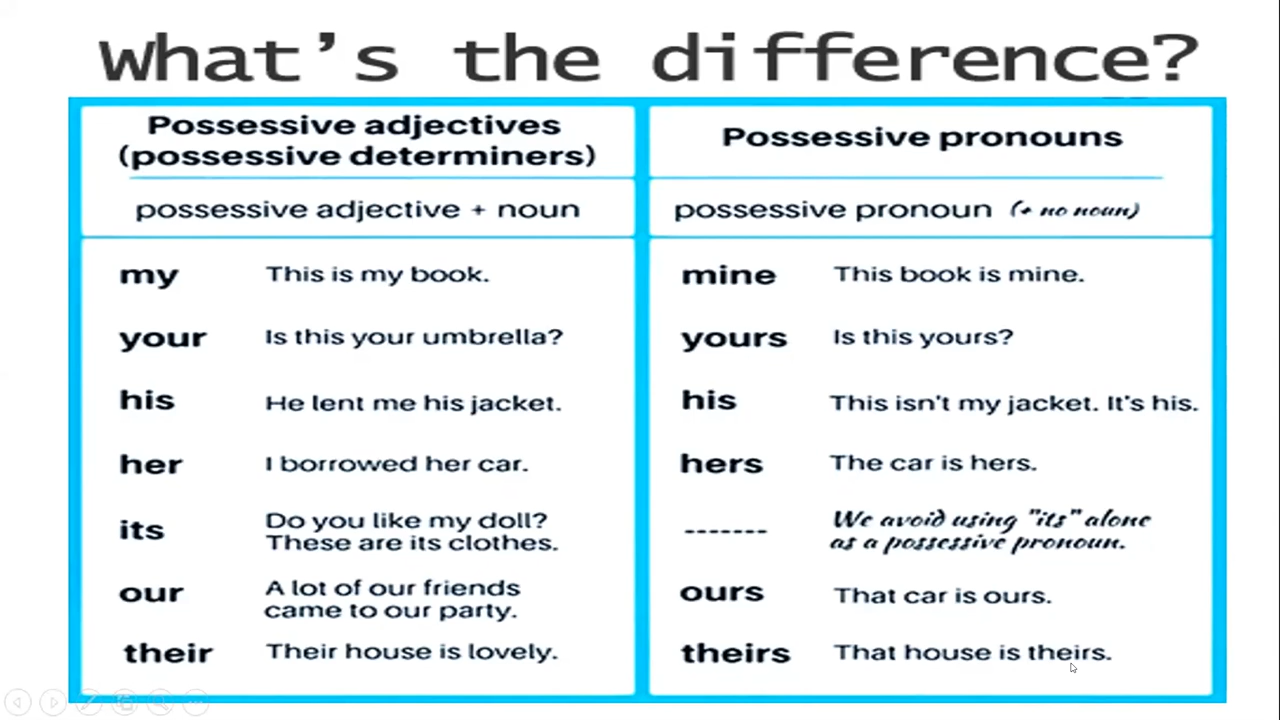 What's the difference?
Possessive adjectives
(possessive determiners)
possessive adjective + noun
my This is my book.
your Is this your umbrella?
his He lent me his jacket.
her I borrowed her car.
its Do you like my doll?
These are its clothes.
our A lot of our friends
came to our party.
their Their house is lovely.
Possessive pronouns
possessive pronoun (+ no noun)
mine This book is mine.
yours Is this yours?
his This isn't my jacket. It's his.
hers The car is hers.
------- We avoid using "its" alone
as a possessive pronoun.
ours That car is ours.
theirs That house is theirs.